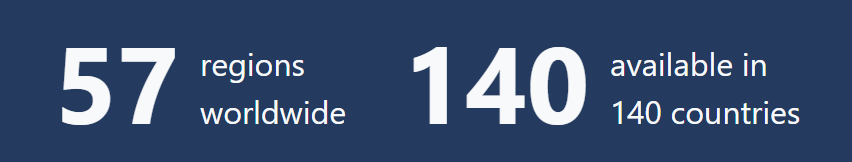 57 regions
worldwide
140 available in
140 countries